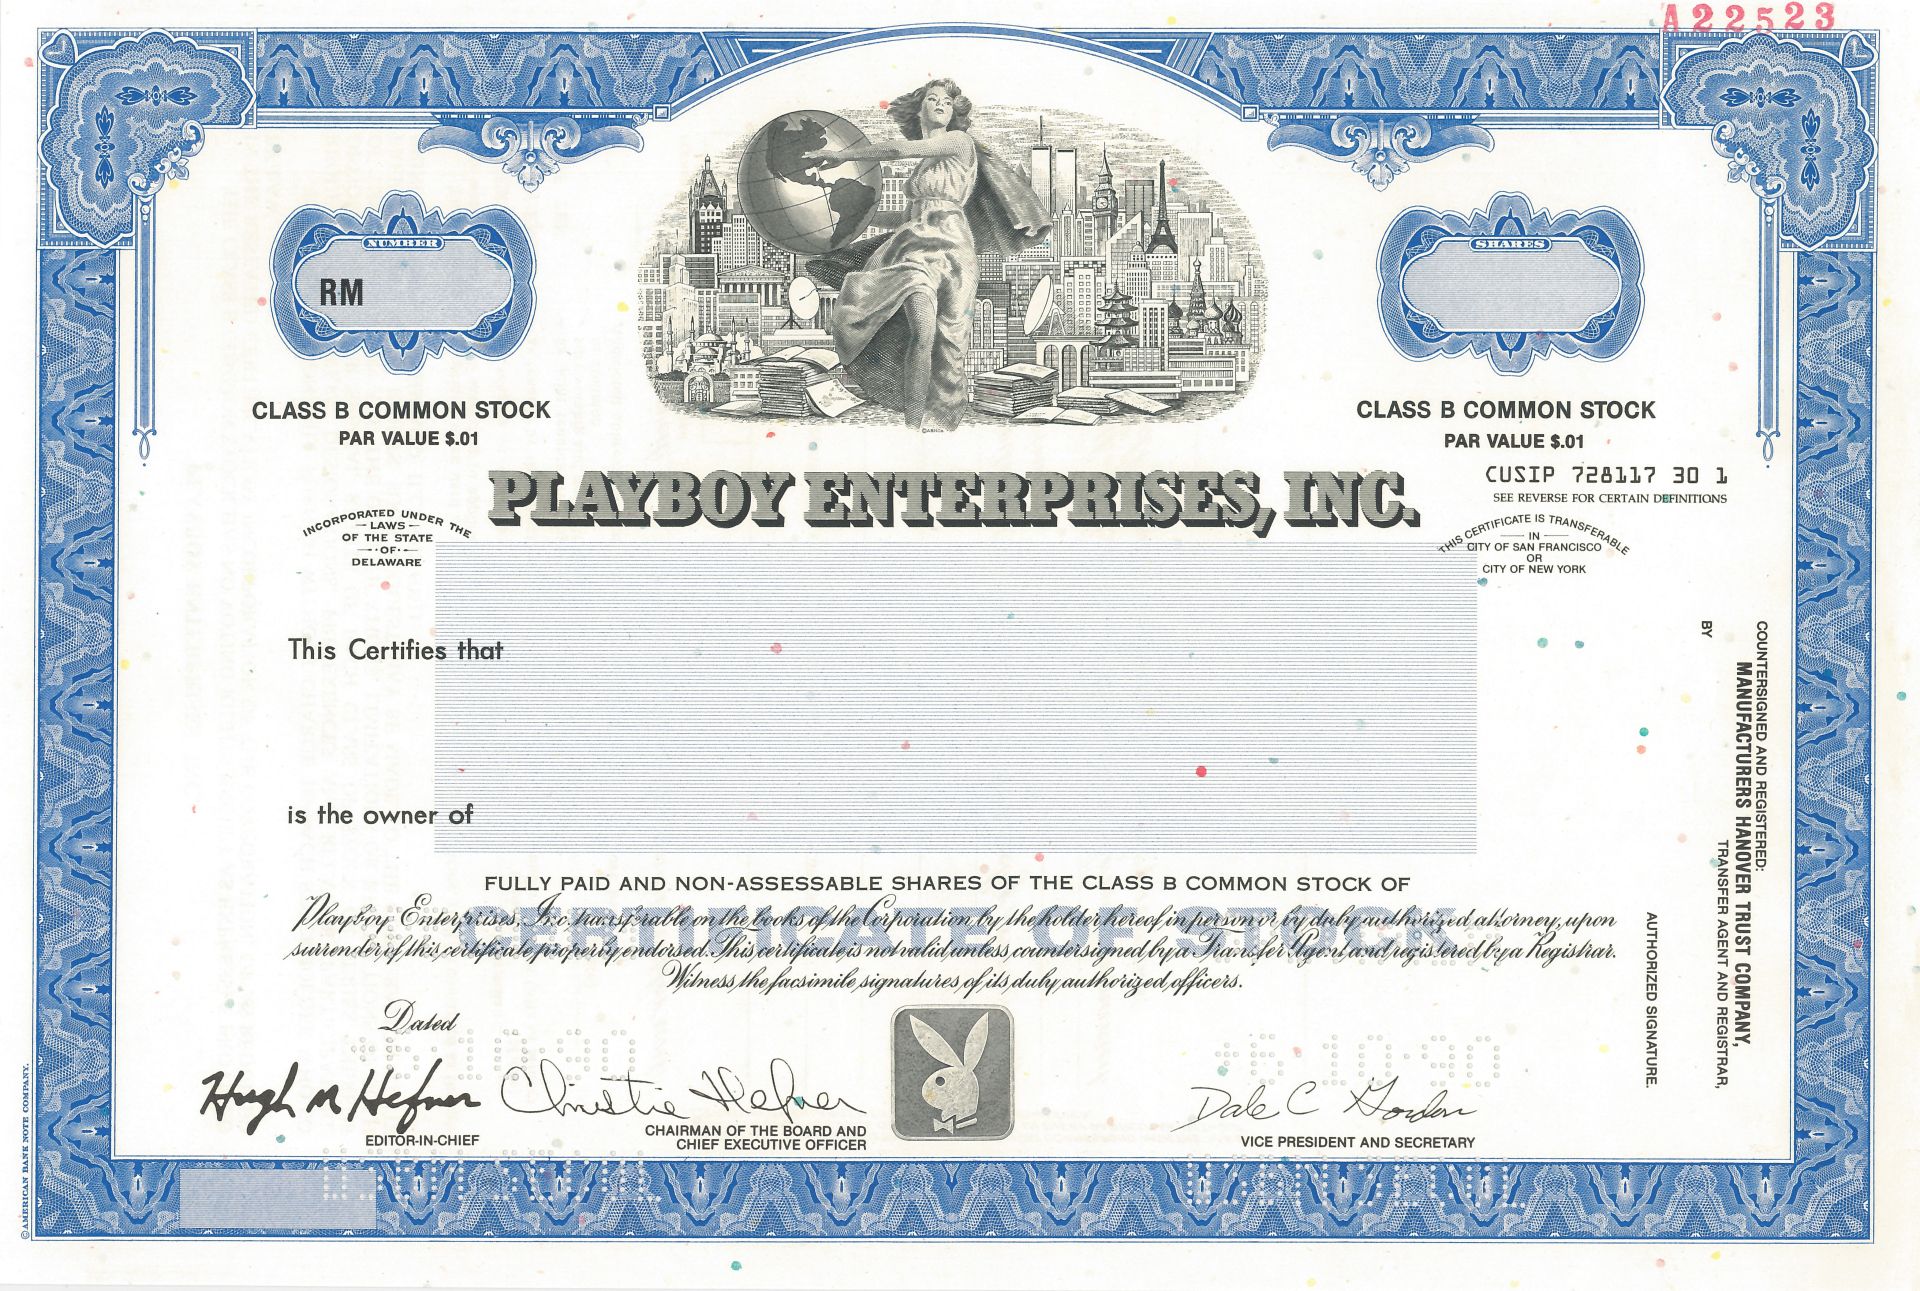 A22523
NUMBER
RM
CLASS B COMMON STOCK
PAR VALUE $.01
SHARES
CLASS B COMMON STOCK
PAR VALUE $.01
©ABNCo
PLAYBOY ENTERPRISES, INC.
CUSIP 728117 30 1
SEE REVERSE FOR CERTAIN DEFINITIONS
INCORPORATED UNDER THE
LAWS
OF THE STATE
OF
DELAWARE
THIS CERTIFICATE IS TRANSFERABLE
IN
CITY OF SAN FRANCISCO
OR
CITY OF NEW YORK
This Certifies that
is the owner of
FULLY PAID AND NON-ASSESSABLE SHARES OF THE CLASS B COMMON STOCK OF
Playboy Enterprises, Inc. transferable on the books of the Corporation by the holder hereof in person or by duly authorized attorney, upon
surrender of this certificate properly endorsed. This certificate is not valid unless countersigned by a Transfer Agent and registered by a Registrar.
Witness the facsimile signatures of its duly authorized officers.
Dated
6·10·90
6·10·90
Hugh M Hefner
EDITOR-IN-CHIEF
Christie Hefner
CHAIRMAN OF THE BOARD AND
CHIEF EXECUTIVE OFFICER
Dale C Gordon
VICE PRESIDENT AND SECRETARY
COUNTERSIGNED AND REGISTERED:
MANUFACTURERS HANOVER TRUST COMPANY,
TRANSFER AGENT AND REGISTRAR,
BY
AUTHORIZED SIGNATURE.
©AMERICAN BANK NOTE COMPANY.